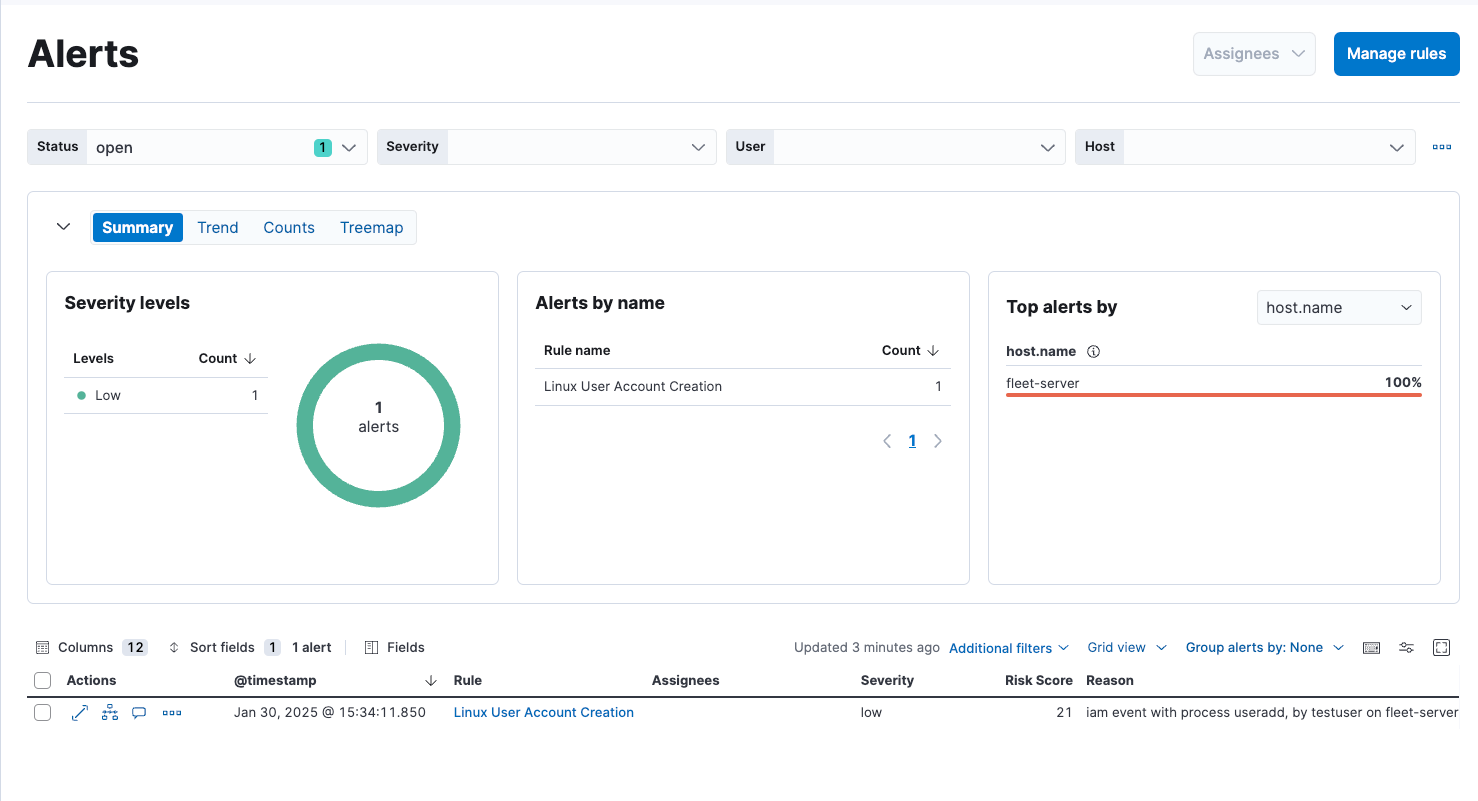 Alerts
Assignees
Manage rules
Status open 1
Severity
User
Host
Summary Trend Counts Treemap
Severity levels
Levels Count
Low 1
1
alerts
Alerts by name
Rule name Count
Linux User Account Creation 1
1
Top alerts by host.name
host.name
fleet-server 100%
Columns 12 Sort fields 1 1 alert Fields Updated 3 minutes ago Additional filters Grid view Group alerts by: None
Actions @timestamp Rule Assignees Severity Risk Score Reason
Jan 30, 2025 @ 15:34:11.850 Linux User Account Creation low 21 iam event with process useradd, by testuser on fleet-server